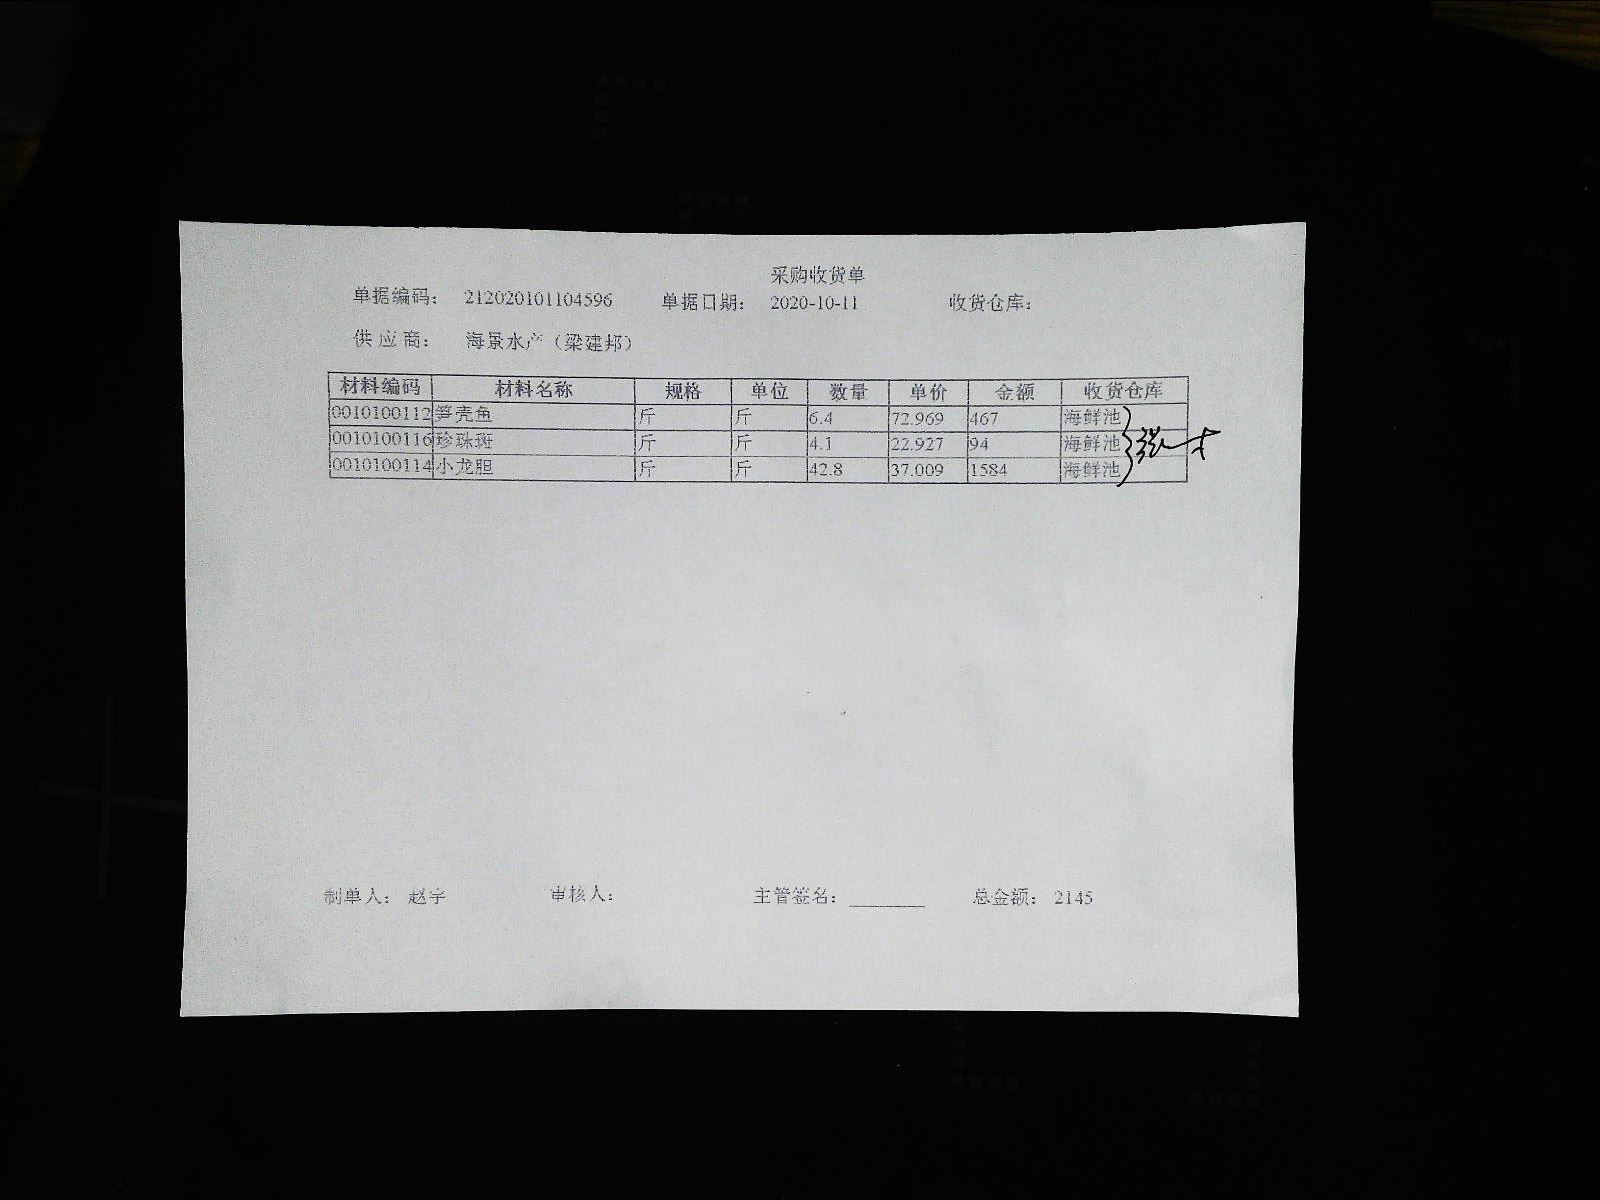 采购收货单
单据编码： 212020101104596 单据日期： 2020-10-11 收货仓库：
供应商： 海景水产（梁建邦）
材料编码 材料名称 规格 单位 数量 单价 金额 收货仓库
0010100112 笋壳鱼 斤 斤 6.4 72.969 467 海鲜池
0010100116 珍珠斑 斤 斤 4.1 22.927 94 海鲜池
0010100114 小龙胆 斤 斤 42.8 37.009 1584 海鲜池
制单人： 赵宇 审核人： 主管签名： 总金额： 2145